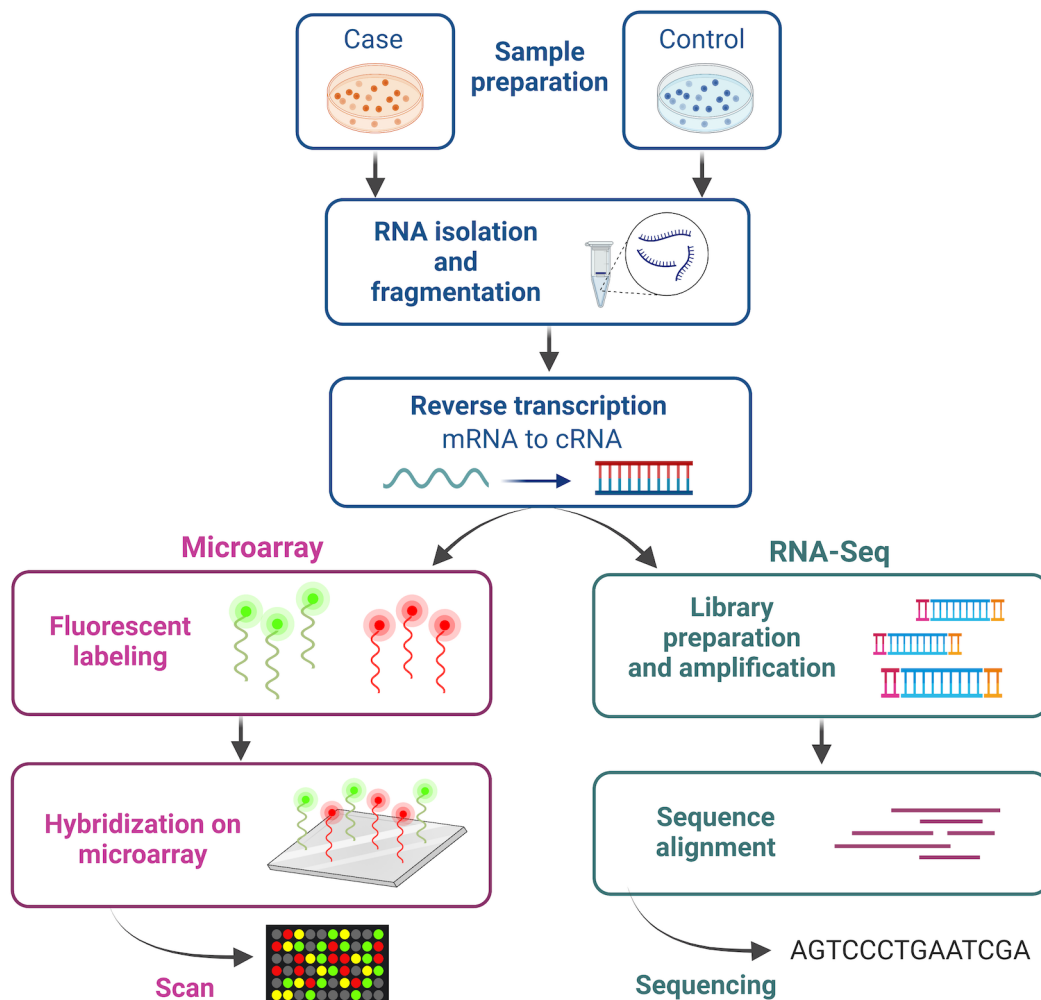 Case
Sample
preparation
Control
RNA isolation
and
fragmentation
Reverse transcription
mRNA to cRNA
Microarray
Fluorescent
labeling
Hybridization on
microarray
Scan
RNA-Seq
Library
preparation
and amplification
Sequence
alignment
Sequencing
AGTCCCTGAATCGA